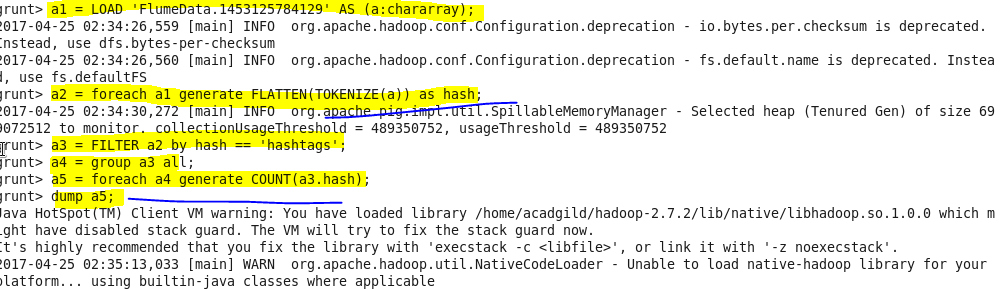 grunt> a1 = LOAD 'FlumeData.1453125784129' AS (a:chararray);
2017-04-25 02:34:26,559 [main] INFO  org.apache.hadoop.conf.Configuration.deprecation - io.bytes.per.checksum is deprecated.
Instead, use dfs.bytes-per-checksum
2017-04-25 02:34:26,560 [main] INFO  org.apache.hadoop.conf.Configuration.deprecation - fs.default.name is deprecated. Instea
d, use fs.defaultFS
grunt> a2 = foreach a1 generate FLATTEN(TOKENIZE(a)) as hash;
2017-04-25 02:34:30,272 [main] INFO  org.apache.pig.impl.util.SpillableMemoryManager - Selected heap (Tenured Gen) of size 69
9072512 to monitor. collectionUsageThreshold = 489350752, usageThreshold = 489350752
grunt> a3 = FILTER a2 by hash == 'hashtags';
grunt> a4 = group a3 all;
grunt> a5 = foreach a4 generate COUNT(a3.hash);
grunt> dump a5;
Java HotSpot(TM) Client VM warning: You have loaded library /home/acadgild/hadoop-2.7.2/lib/native/libhadoop.so.1.0.0 which m
ight have disabled stack guard. The VM will try to fix the stack guard now.
It's highly recommended that you fix the library with 'execstack -c <libfile>', or link it with '-z noexecstack'.
2017-04-25 02:35:13,033 [main] WARN  org.apache.hadoop.util.NativeCodeLoader - Unable to load native-hadoop library for your
platform... using builtin-java classes where applicable